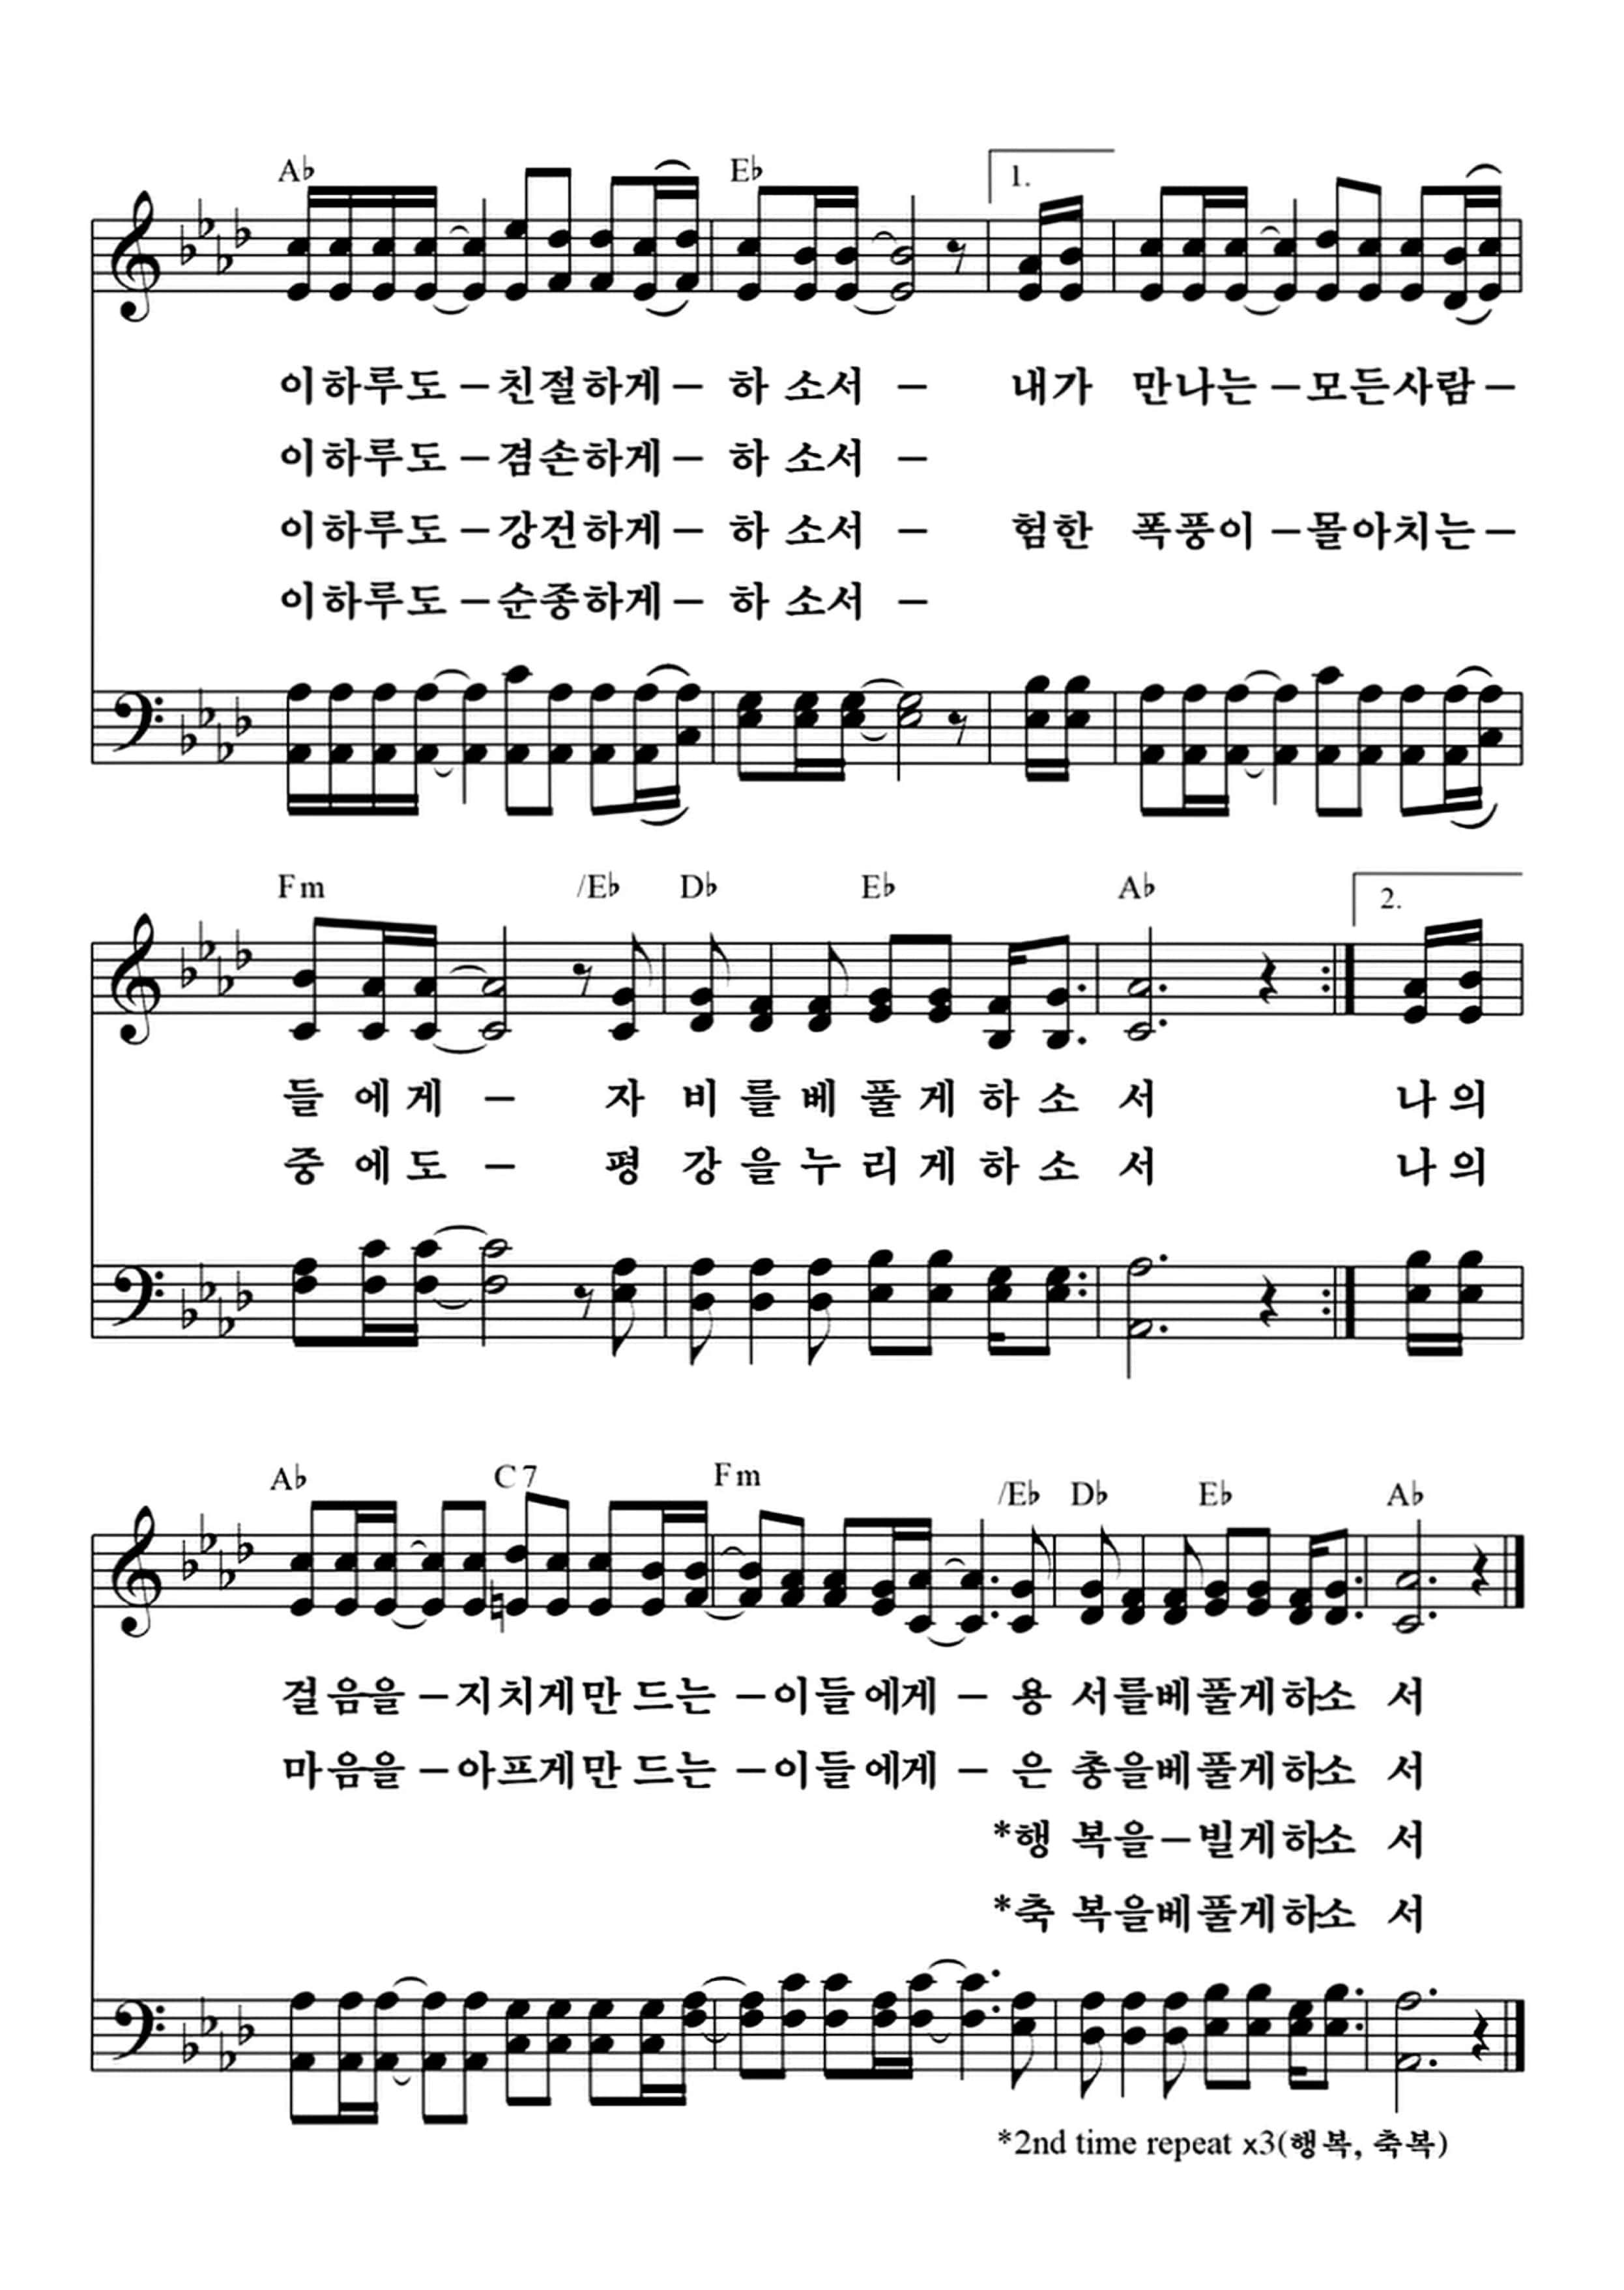 A♭ E♭ 1.
이하루도-친절하게- 하 소서 - 내가 만나는-모든사람-
이하루도-겸손하게- 하 소서 -
이하루도-강건하게- 하 소서 - 험한 폭풍이-몰아치는-
이하루도-순종하게- 하 소서 -
Fm /E♭ D♭ E♭ A♭ 2.
들 에 게 - 자 비 를 베 풀 게 하 소 서 나 의
중 에 도 - 평 강 을 누 리 게 하 소 서 나 의
A♭ C7 Fm /E♭ D♭ E♭ A♭
걸 음을 -지치게만 드는 -이들에게 - 용 서를베풀게하소 서
마 음을 -아프게만 드는 -이들에게 - 은 총을베풀게하소 서
*행 복을-빌게하소 서
*축 복을베풀게하소 서
*2nd time repeat x3(행복, 축복)